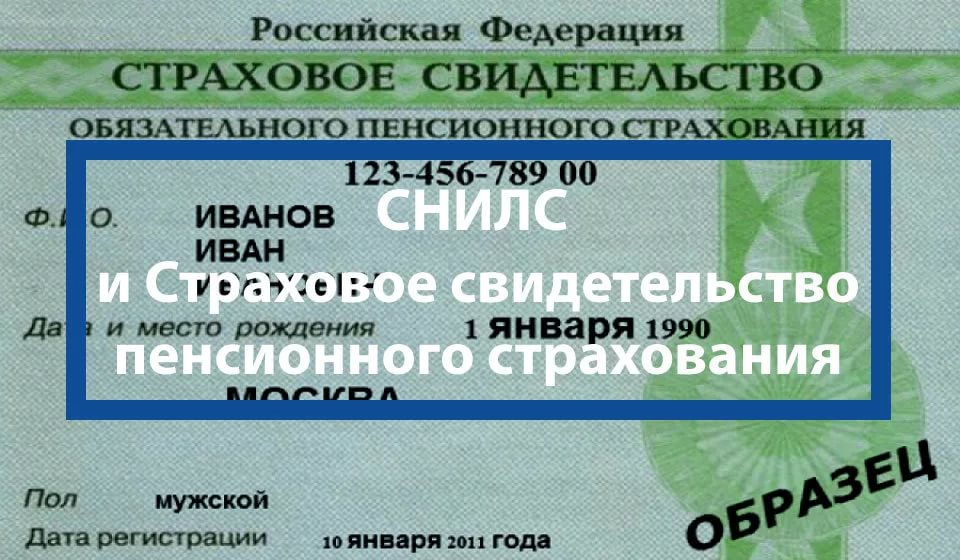 Российская Федерация
СТРАХОВОЕ СВИДЕТЕЛЬСТВО
ОБЯЗАТЕЛЬНОГО ПЕНСИОННОГО СТРАХОВАНИЯ
123-456-789 00
Ф.И.О. ИВАНОВ
ИВАН
СНИЛС
и Страховое свидетельство
пенсионного страхования
Дата и место рождения 1 января 1990
МОСКВА
Пол мужской
Дата регистрации 10 января 2011 года
ОБРАЗЕЦ